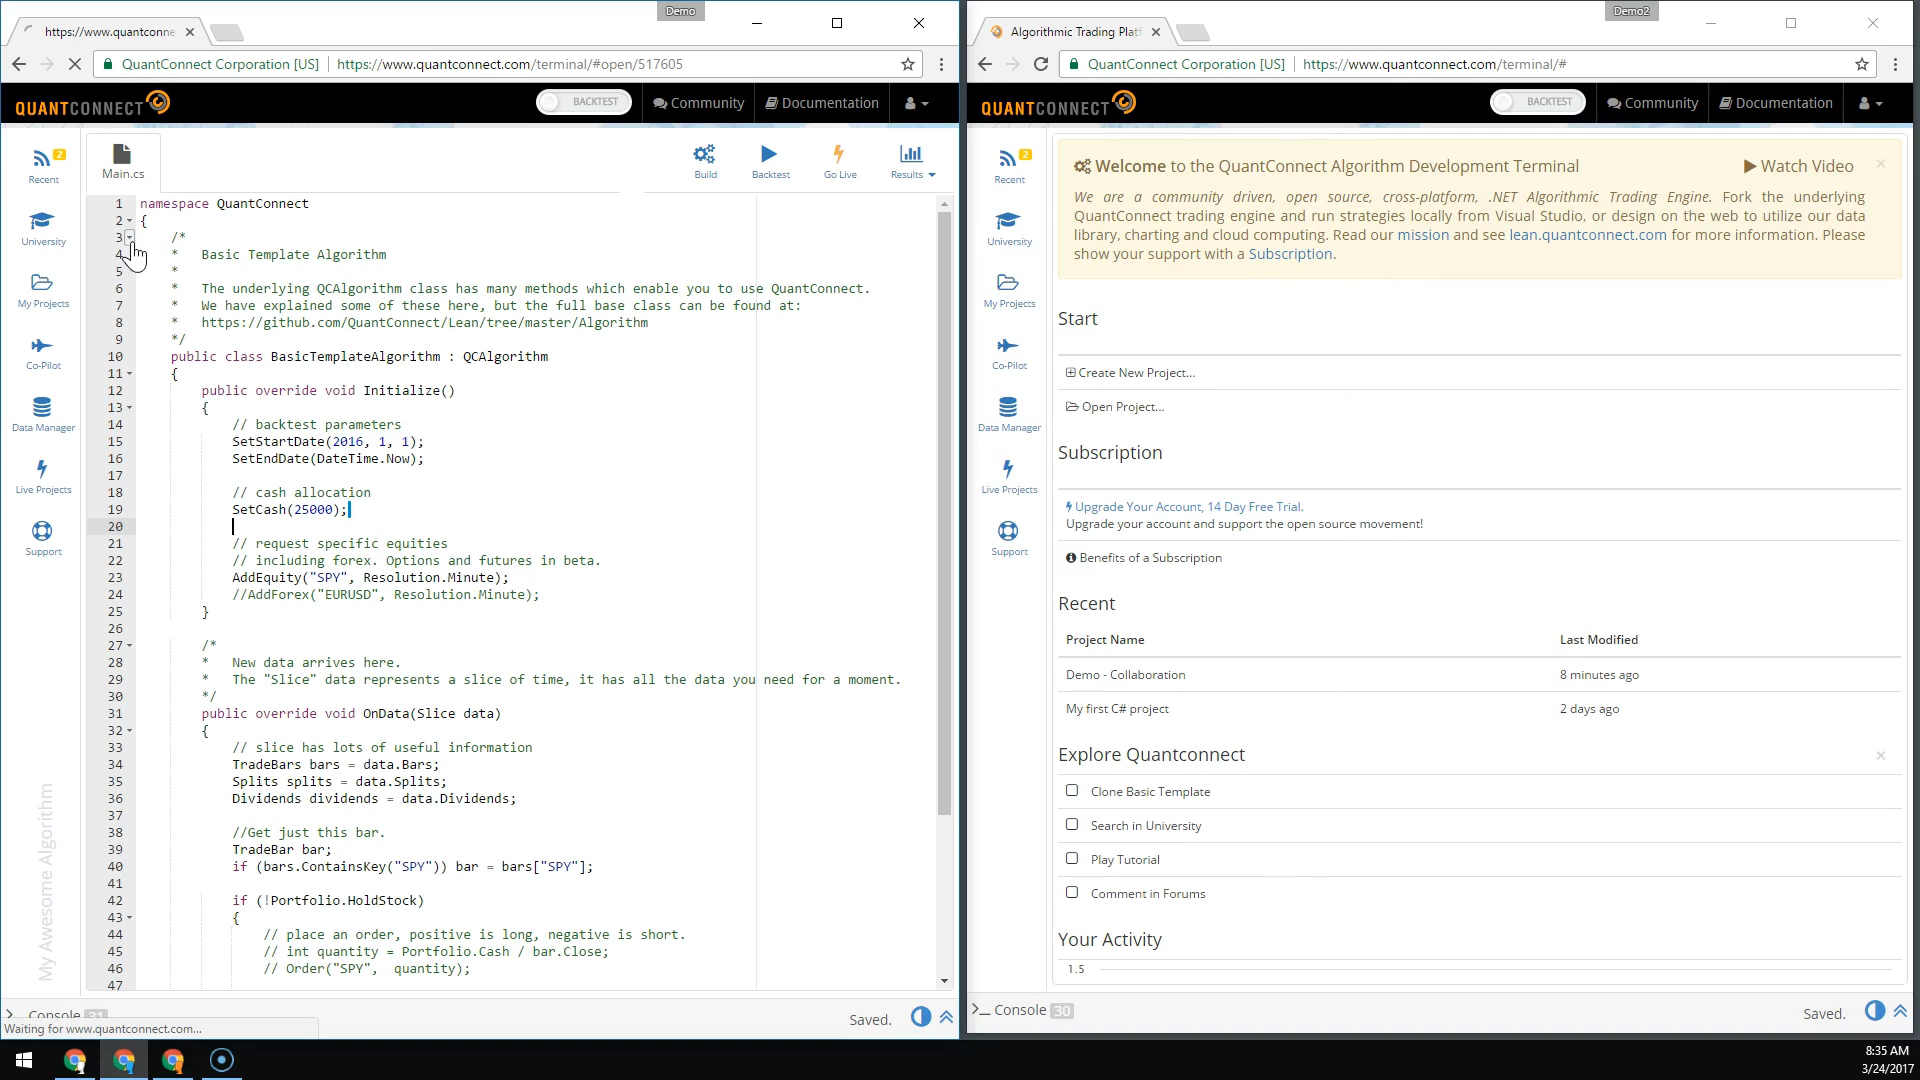 Demo
https://www.quantconne
QuantConnect Corporation [US] https://www.quantconnect.com/terminal/#open/517605
QUANTCONNECT
BACKTEST
Community
Documentation
2
Recent
University
My Projects
Co-Pilot
Data Manager
Live Projects
Support
My Awesome Algorithm
Main.cs
Build
Backtest
Go Live
Results
1 namespace QuantConnect
2 {
3 /*
4 * Basic Template Algorithm
5 *
6 * The underlying QCAlgorithm class has many methods which enable you to use QuantConnect.
7 * We have explained some of these here, but the full base class can be found at:
8 * https://github.com/QuantConnect/Lean/tree/master/Algorithm
9 */
10 public class BasicTemplateAlgorithm : QCAlgorithm
11 {
12 public override void Initialize()
13 {
14 // backtest parameters
15 SetStartDate(2016, 1, 1);
16 SetEndDate(DateTime.Now);
17
18 // cash allocation
19 SetCash(25000);
20
21 // request specific equities
22 // including forex. Options and futures in beta.
23 AddEquity("SPY", Resolution.Minute);
24 //AddForex("EURUSD", Resolution.Minute);
25 }
26
27 /*
28 * New data arrives here.
29 * The "Slice" data represents a slice of time, it has all the data you need for a moment.
30 */
31 public override void OnData(Slice data)
32 {
33 // slice has lots of useful information
34 TradeBars bars = data.Bars;
35 Splits splits = data.Splits;
36 Dividends dividends = data.Dividends;
37
38 //Get just this bar.
39 TradeBar bar;
40 if (bars.ContainsKey("SPY")) bar = bars["SPY"];
41
42 if (!Portfolio.HoldStock)
43 {
44 // place an order, positive is long, negative is short.
45 // int quantity = Portfolio.Cash / bar.Close;
46 // Order("SPY", quantity);
47
Console 31
Waiting for www.quantconnect.com...
Saved.
Demo2
Algorithmic Trading Platf
QuantConnect Corporation [US] https://www.quantconnect.com/terminal/#
QUANTCONNECT
BACKTEST
Community
Documentation
2
Recent
University
My Projects
Co-Pilot
Data Manager
Live Projects
Support
Welcome to the QuantConnect Algorithm Development Terminal
Watch Video
We are a community driven, open source, cross-platform, .NET Algorithmic Trading Engine. Fork the underlying
QuantConnect trading engine and run strategies locally from Visual Studio, or design on the web to utilize our data
library, charting and cloud computing. Read our mission and see lean.quantconnect.com for more information. Please
show your support with a Subscription.
Start
Create New Project...
Open Project...
Subscription
Upgrade Your Account, 14 Day Free Trial.
Upgrade your account and support the open source movement!
Benefits of a Subscription
Recent
Project Name Last Modified
Demo - Collaboration 8 minutes ago
My first C# project 2 days ago
Explore Quantconnect
Clone Basic Template
Search in University
Play Tutorial
Comment in Forums
Your Activity
1.5
Console 30
Saved.
8:35 AM
3/24/2017